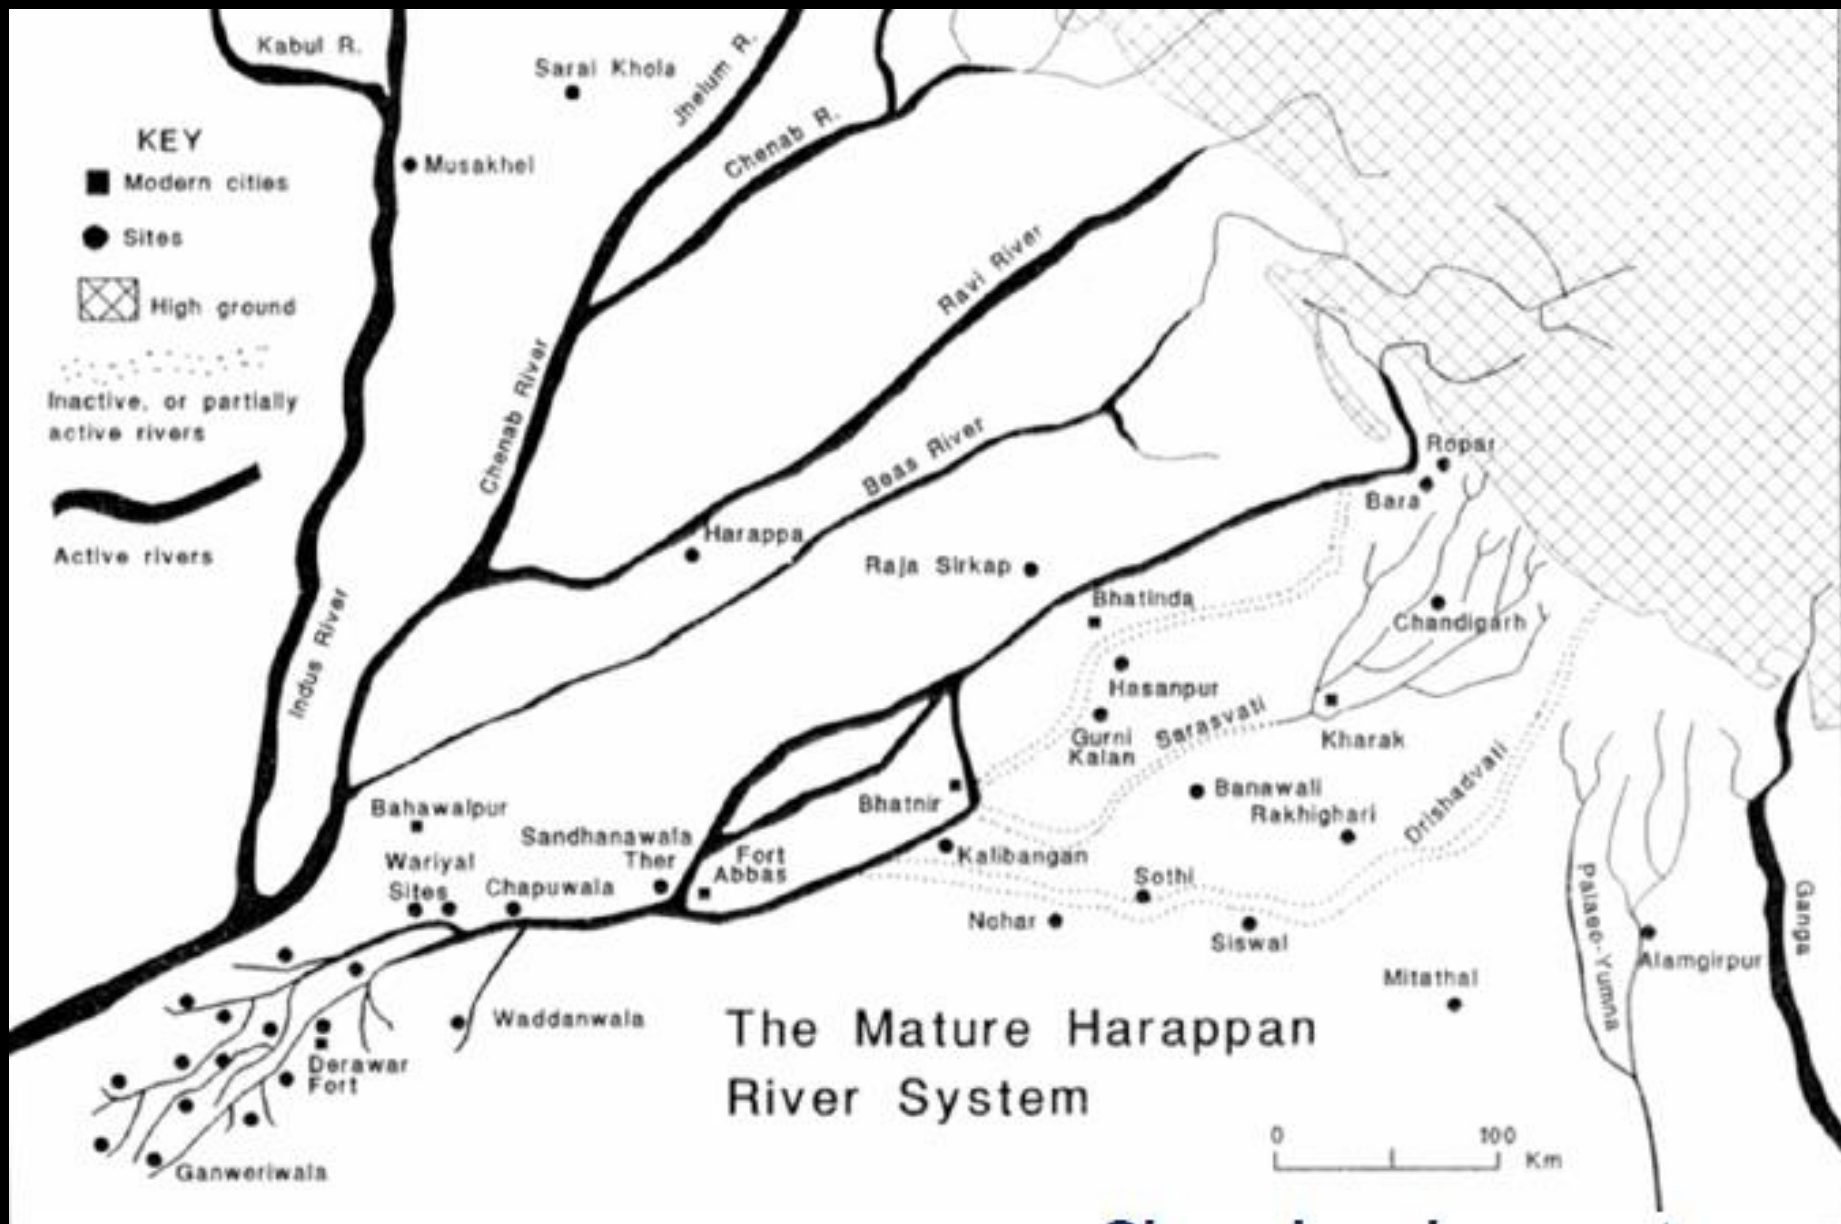 Kabul R.
Sarai Khola
Jhelum R.
Chenab R.
KEY
Modern cities
Musakhel
Sites
High ground
Ravi River
Inactive, or partially
active rivers
Chenab River
Beas River
Ropar
Bara
Active rivers
Harappa
Raja Sirkap
Bhatinda
Chandigarh
Indus River
Hasanpur
Sarasvati
Gurni
Kalan
Kharak
Bahawalpur
Bhatnir
Banawali
Rakhighari
Drishadvati
Sandhanawala
Ther
Wariyal
Sites
Chapuwala
Fort
Abbas
Kalibangan
Sothi
Nohar
Siswal
Palaeo-Yumna
Ganga
Alamgirpur
Mitathal
Waddanwala
The Mature Harappan
River System
Derawar
Fort
Ganweriwala
0 100
Km